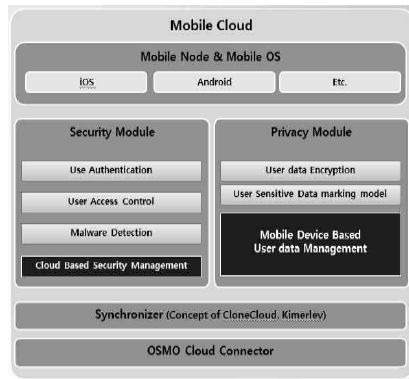 Mobile Cloud
Mobile Node & Mobile OS
iOS
Android
Etc.
Security Module
Use Authentication
User Access Control
Malware Detection
Cloud Based Security Management
Privacy Module
User data Encryption
User Sensitive Data marking model
Mobile Device Based
User data Management
Synchronizer (Concept of CloneCloud, Kimerlev)
OSMO Cloud Connector